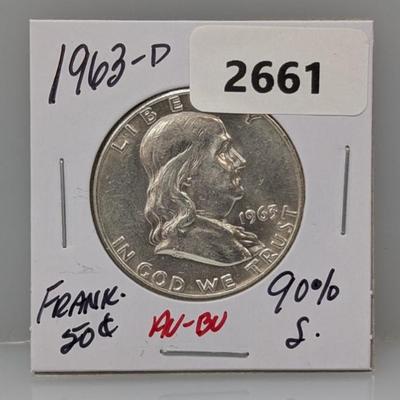 1963-D
2661
LIBERTY
1963
IN GOD WE TRUST
FRANK.
50¢
AU-BU
90%
S.